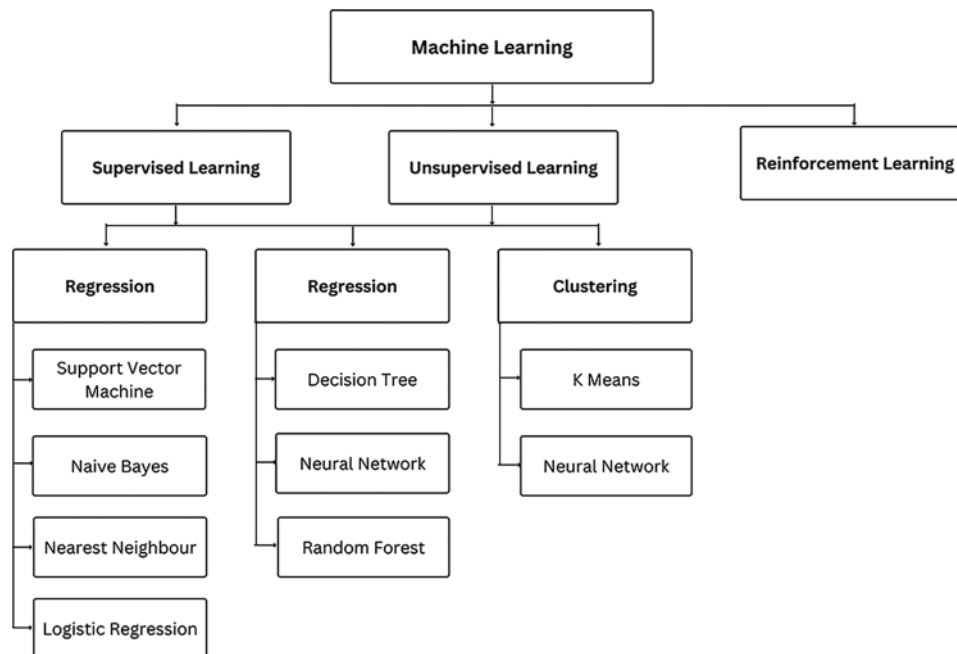 Machine Learning
Supervised Learning
Unsupervised Learning
Reinforcement Learning
Regression
Regression
Clustering
Support Vector
Machine
Decision Tree
K Means
Naive Bayes
Neural Network
Neural Network
Nearest Neighbour
Random Forest
Logistic Regression